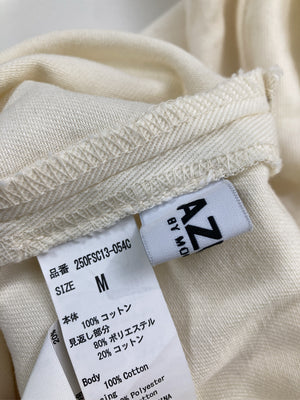 AZ
BY MO
品番 250FSC13-054C
SIZE M
本体
100% コットン
見返し部分
80% ポリエステル
20% コットン
Body
100% Cotton
Polyester